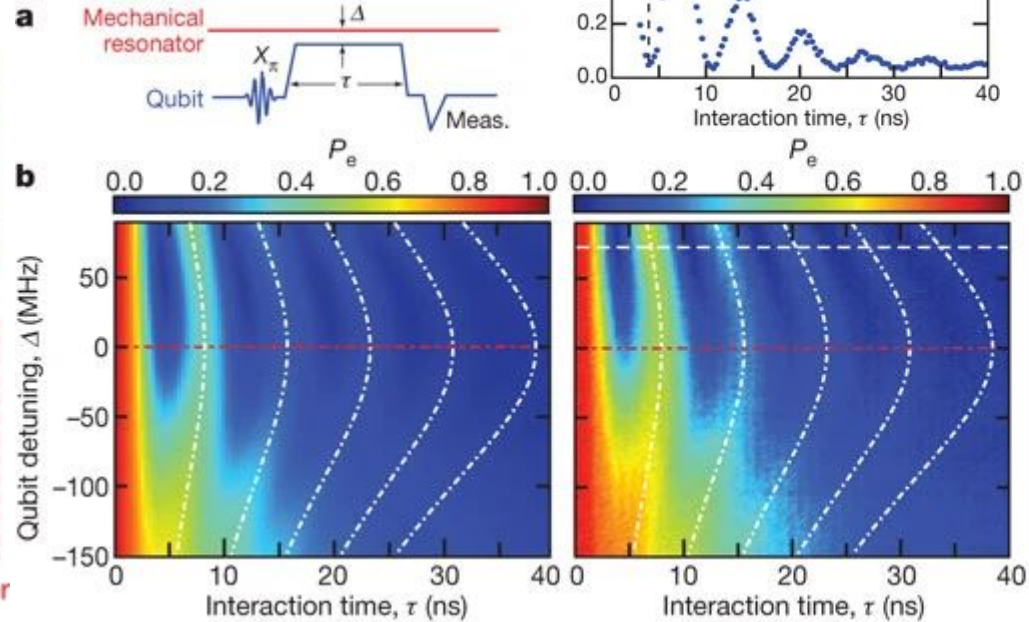 a
Mechanical
resonator
Δ
Xπ
τ
Qubit
Meas.
0.2
0.0
0 10 20 30 40
Interaction time, τ (ns)
b
Pe
0.0 0.2 0.4 0.6 0.8 1.0
Pe
0.0 0.2 0.4 0.6 0.8 1.0
Qubit detuning, Δ (MHz)
50
0
−50
−100
−150
0 10 20 30 40
Interaction time, τ (ns)
0 10 20 30 40
Interaction time, τ (ns)
r